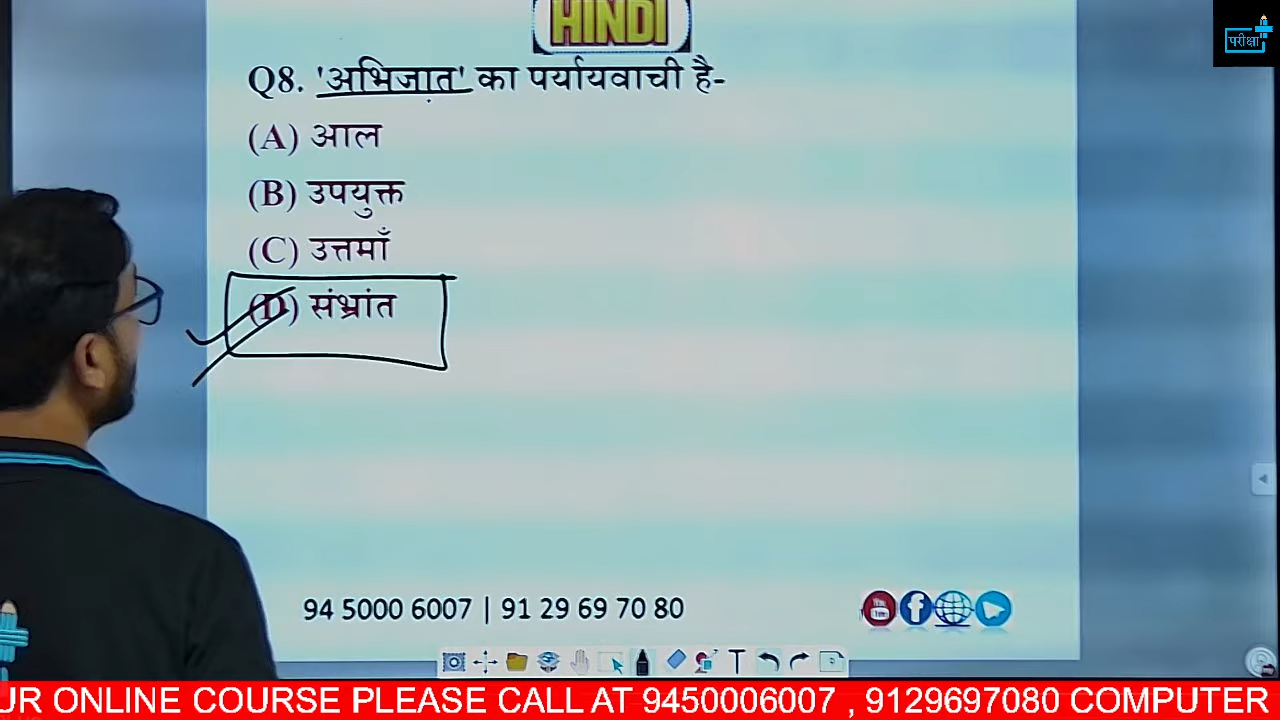 HINDI
परीक्षा
Q8. 'अभिजात' का पर्यायवाची है-
(A) आल
(B) उपयुक्त
(C) उत्तमाँ
(D) संभ्रांत
94 5000 6007 | 91 29 69 70 80
UR ONLINE COURSE PLEASE CALL AT 9450006007 , 9129697080 COMPUTER